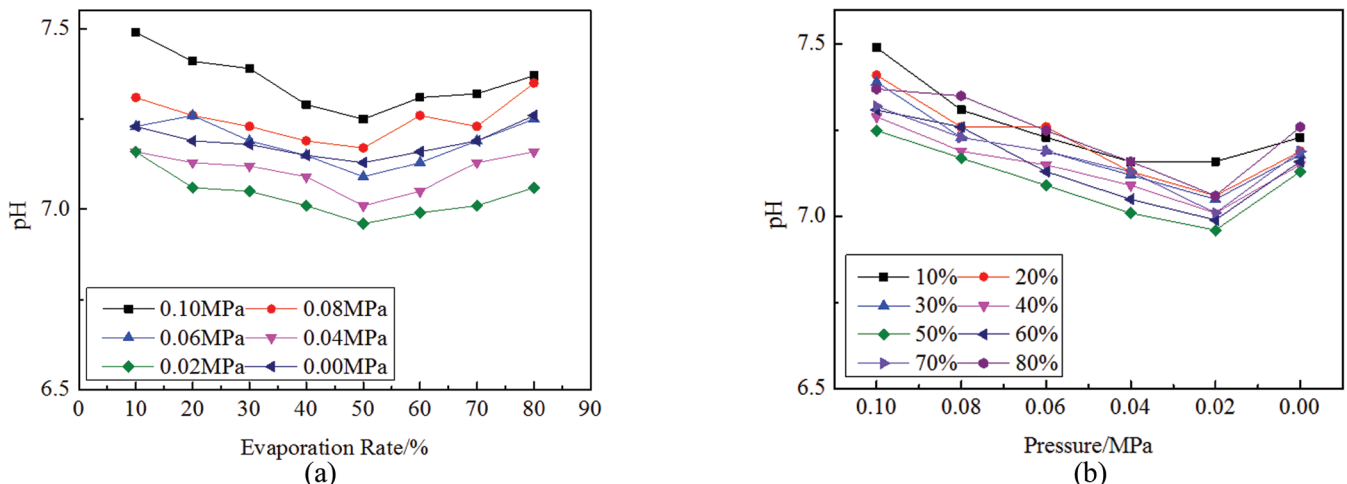 7.5
7.0
6.5
pH
0.10MPa 0.08MPa
0.06MPa 0.04MPa
0.02MPa 0.00MPa
0 10 20 30 40 50 60 70 80 90
Evaporation Rate/%
(a)
7.5
7.0
6.5
pH
10% 20%
30% 40%
50% 60%
70% 80%
0.10 0.08 0.06 0.04 0.02 0.00
Pressure/MPa
(b)